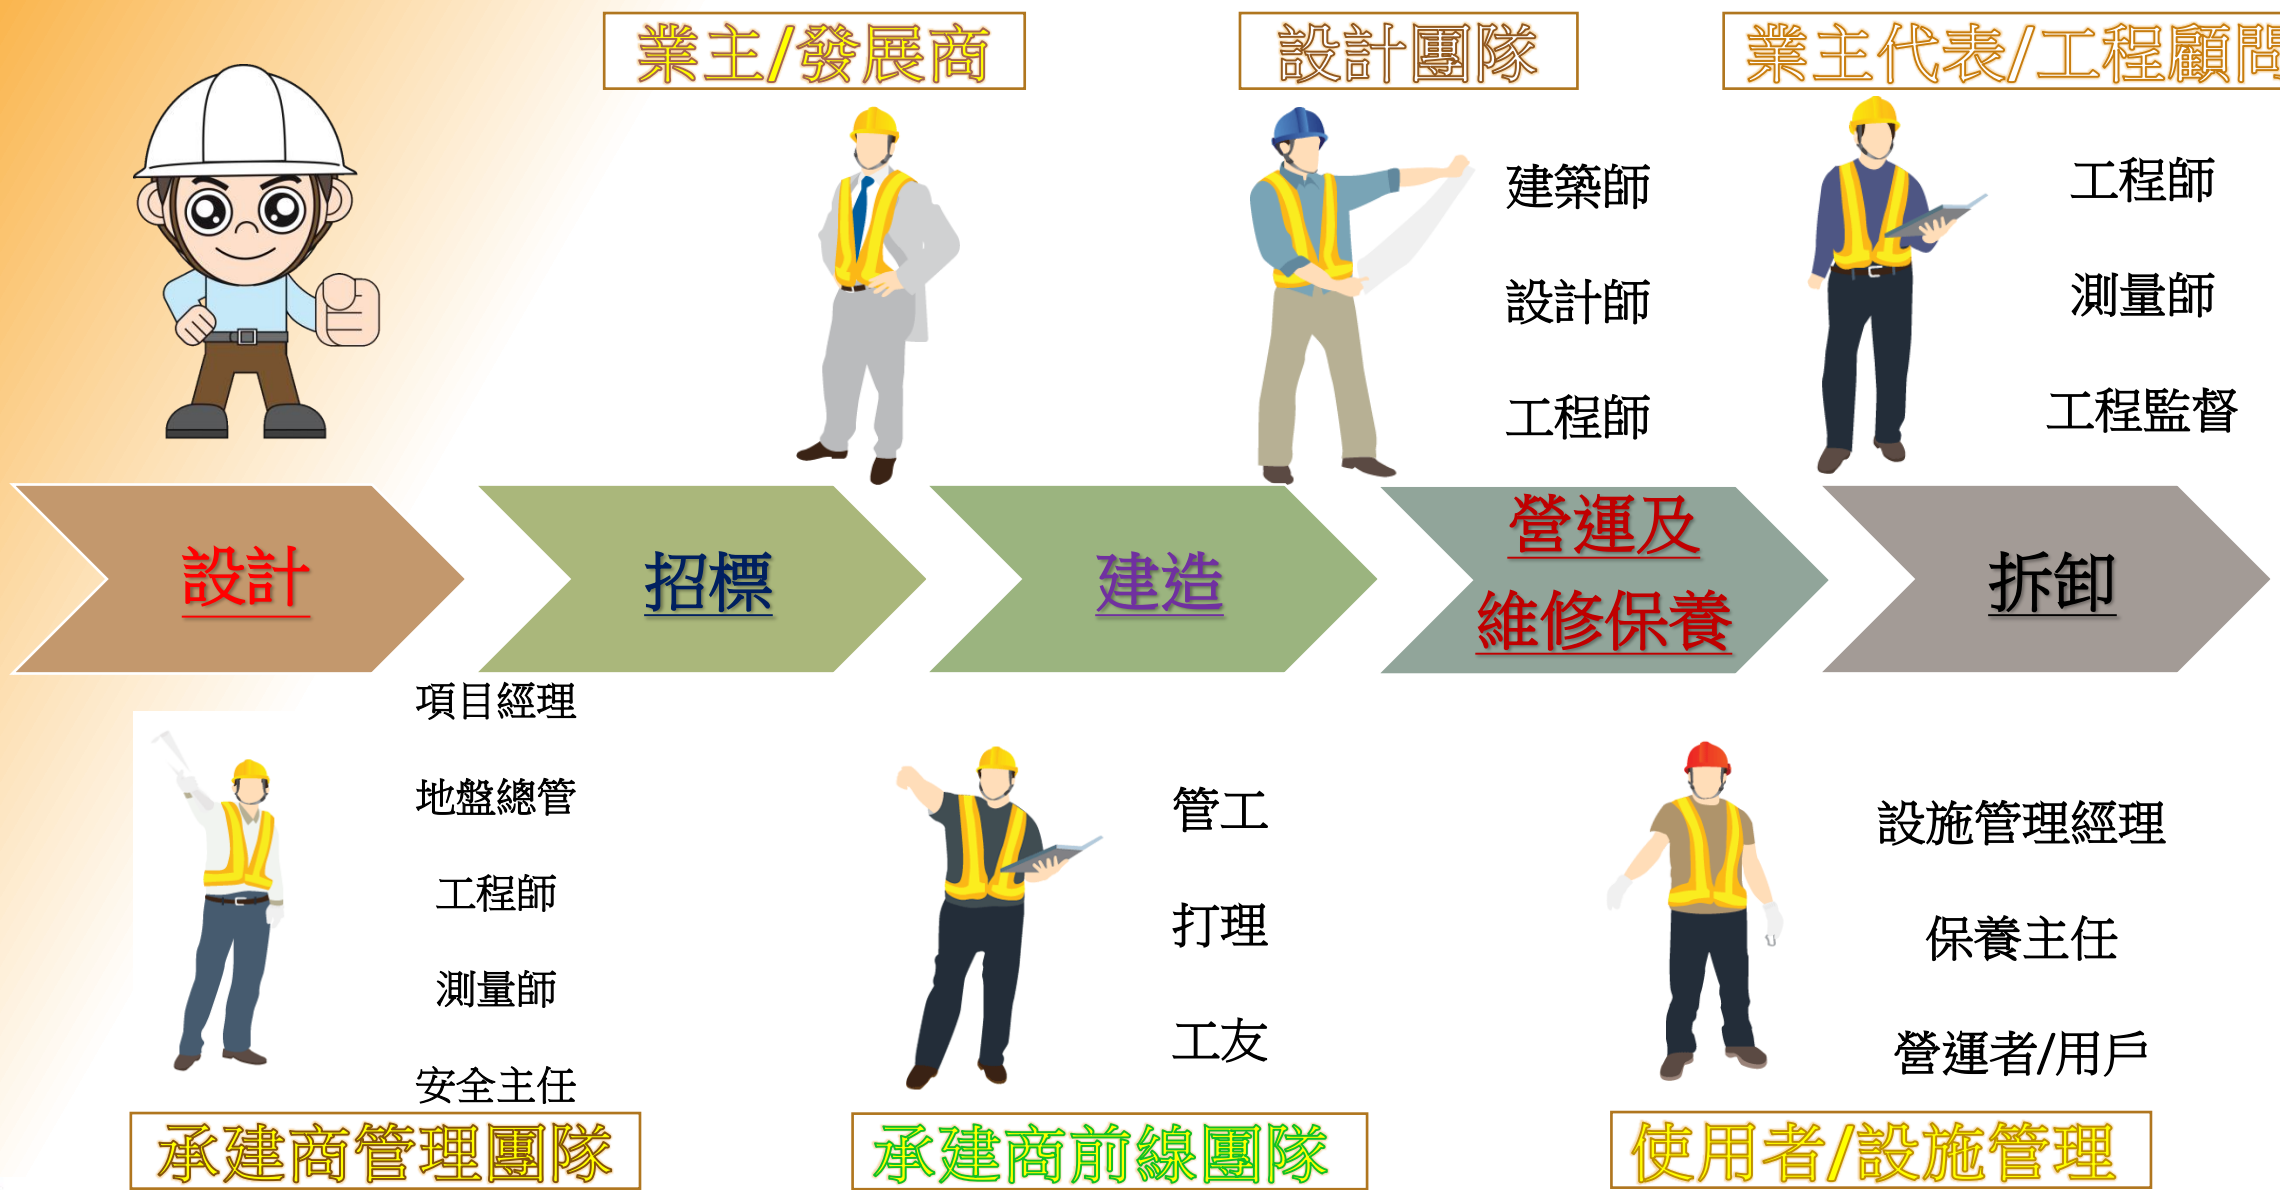 業主/發展商
設計團隊
業主代表/工程顧問
建築師
設計師
工程師
工程師
測量師
工程監督
設計
招標
建造
營運及
維修保養
拆卸
項目經理
地盤總管
工程師
測量師
安全主任
承建商管理團隊
管工
打理
工友
承建商前線團隊
設施管理經理
保養主任
營運者/用戶
使用者/設施管理